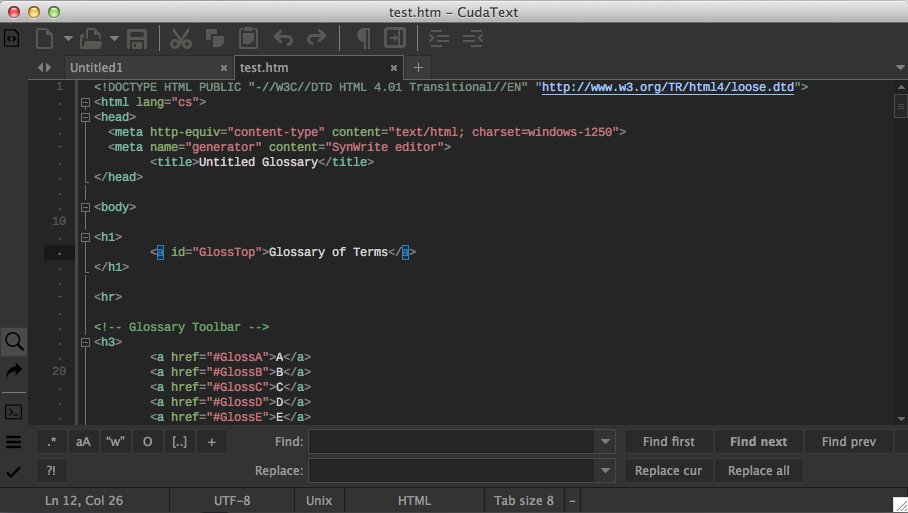 test.htm – CudaText
Untitled1 × test.htm × +
1 <!DOCTYPE HTML PUBLIC "-//W3C//DTD HTML 4.01 Transitional//EN" "http://www.w3.org/TR/html4/loose.dtd">
<html lang="cs">
<head>
<meta http-equiv="content-type" content="text/html; charset=windows-1250">
<meta name="generator" content="SynWrite editor">
<title>Untitled Glossary</title>
</head>
<body>
10
<h1>
<a id="GlossTop">Glossary of Terms</a>
</h1>
<hr>
<!-- Glossary Toolbar -->
<h3>
<a href="#GlossA">A</a>
20 <a href="#GlossB">B</a>
<a href="#GlossC">C</a>
<a href="#GlossD">D</a>
<a href="#GlossE">E</a>
.* aA "w" O [..] + Find: Find first Find next Find prev
?! Replace: Replace cur Replace all
Ln 12, Col 26 UTF-8 Unix HTML Tab size 8 -